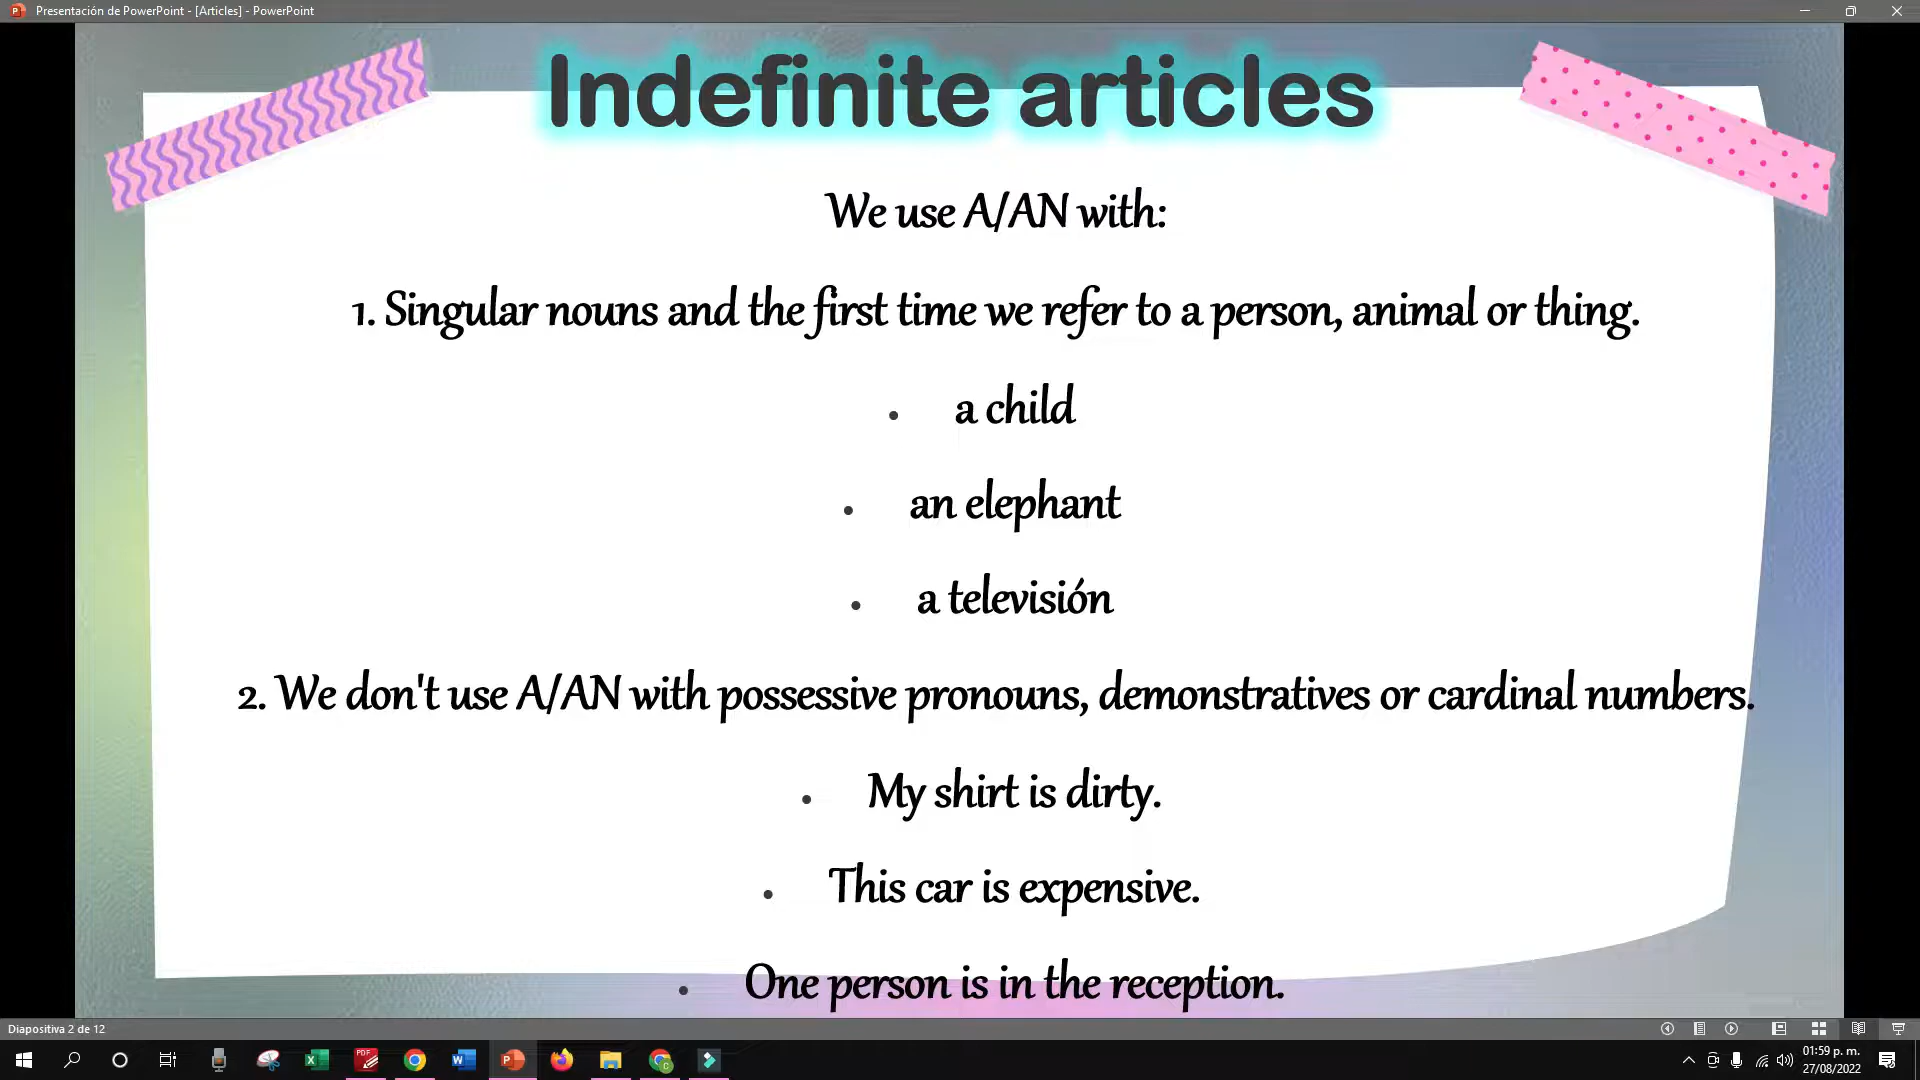 Presentación de PowerPoint - [Articles] - PowerPoint
Indefinite articles
We use A/AN with:
1. Singular nouns and the first time we refer to a person, animal or thing.
• a child
• an elephant
• a televisión
2. We don't use A/AN with possessive pronouns, demonstratives or cardinal numbers.
• My shirt is dirty.
• This car is expensive.
• One person is in the reception.
Diapositiva 2 de 12
01:59 p. m.
27/08/2022